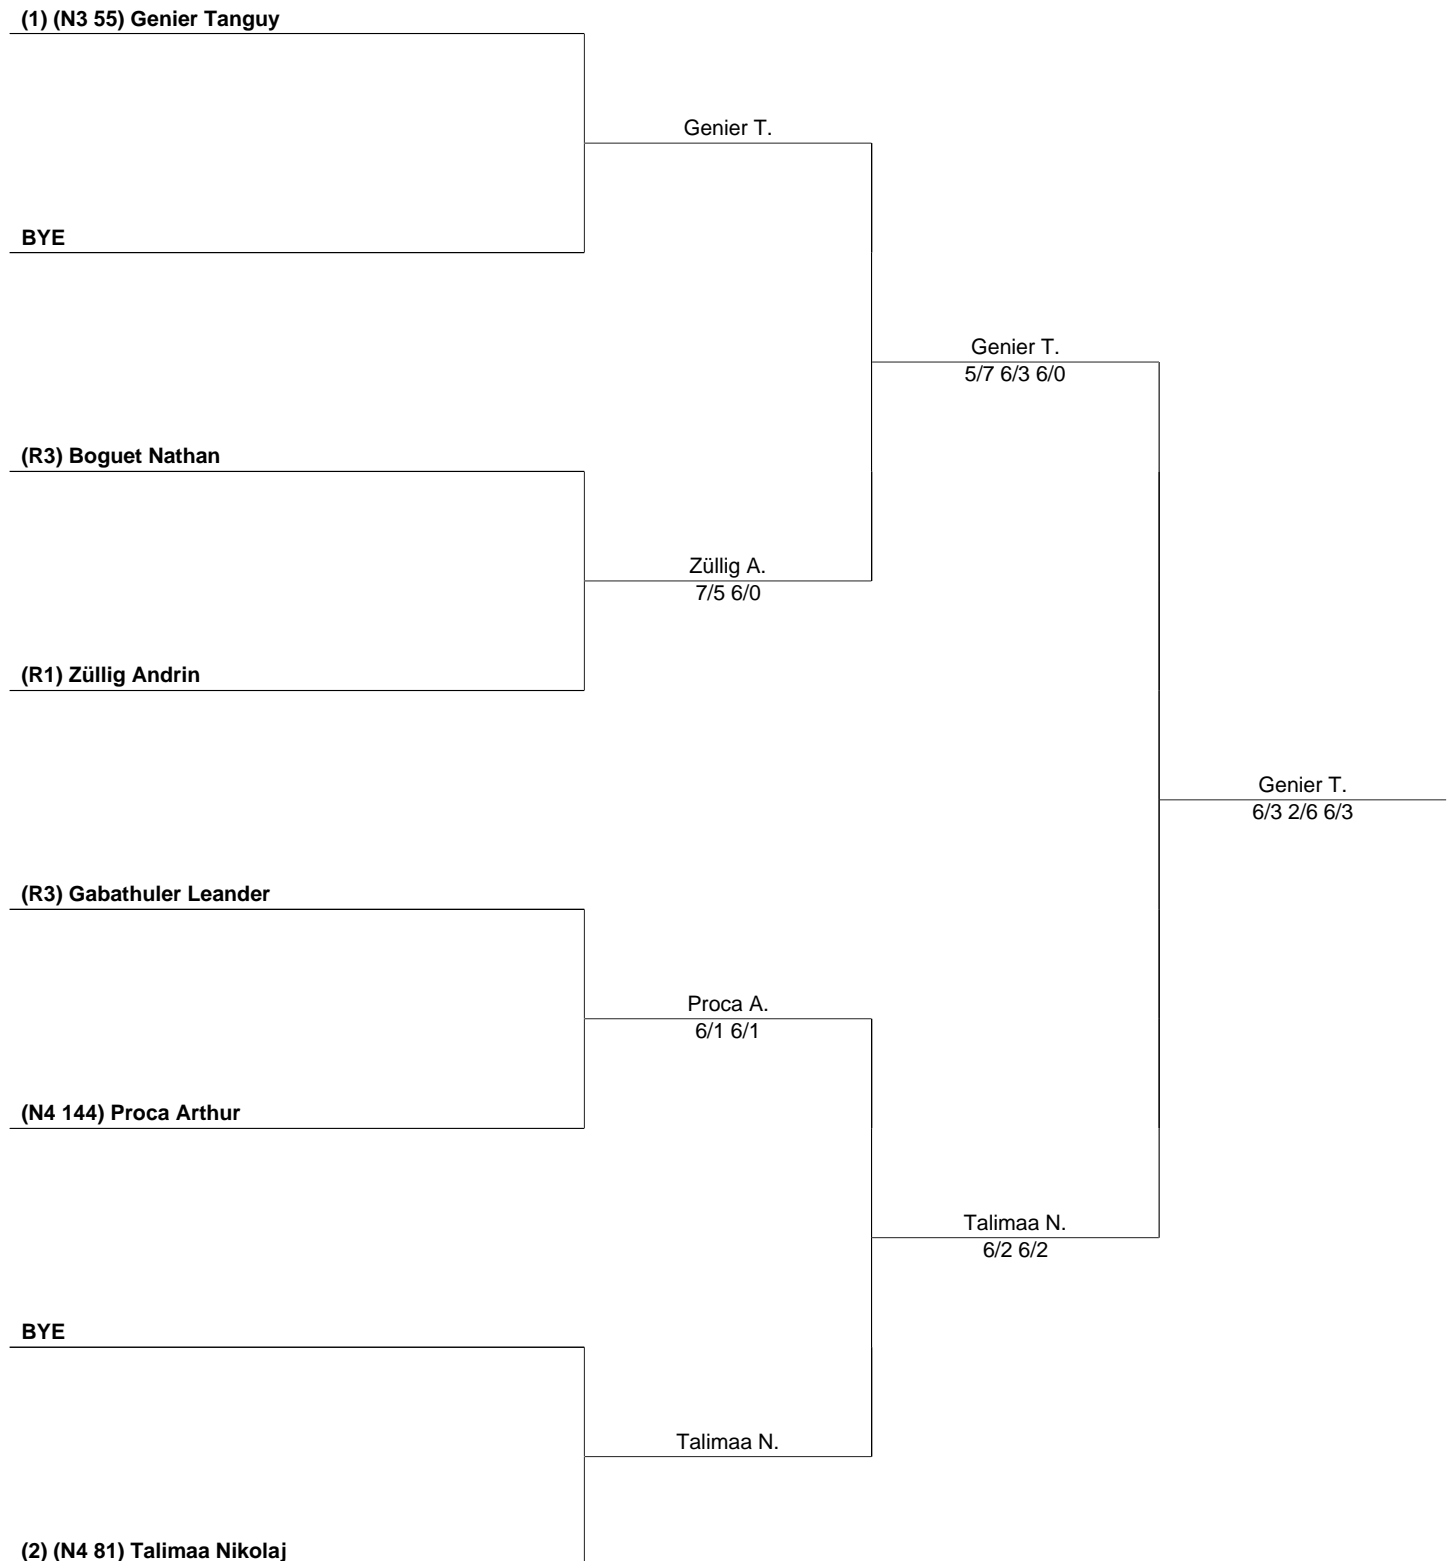 (1) (N3 55) Genier Tanguy
Genier T.
BYE
Genier T.
5/7 6/3 6/0
(R3) Boguet Nathan
Züllig A.
7/5 6/0
(R1) Züllig Andrin
Genier T.
6/3 2/6 6/3
(R3) Gabathuler Leander
Proca A.
6/1 6/1
(N4 144) Proca Arthur
Talimaa N.
6/2 6/2
BYE
Talimaa N.
(2) (N4 81) Talimaa Nikolaj